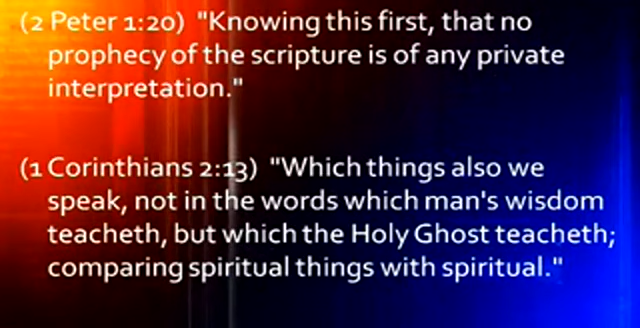 (2 Peter 1:20) "Knowing this first, that no
prophecy of the scripture is of any private
interpretation."
(1 Corinthians 2:13) "Which things also we
speak, not in the words which man's wisdom
teacheth, but which the Holy Ghost teacheth;
comparing spiritual things with spiritual."